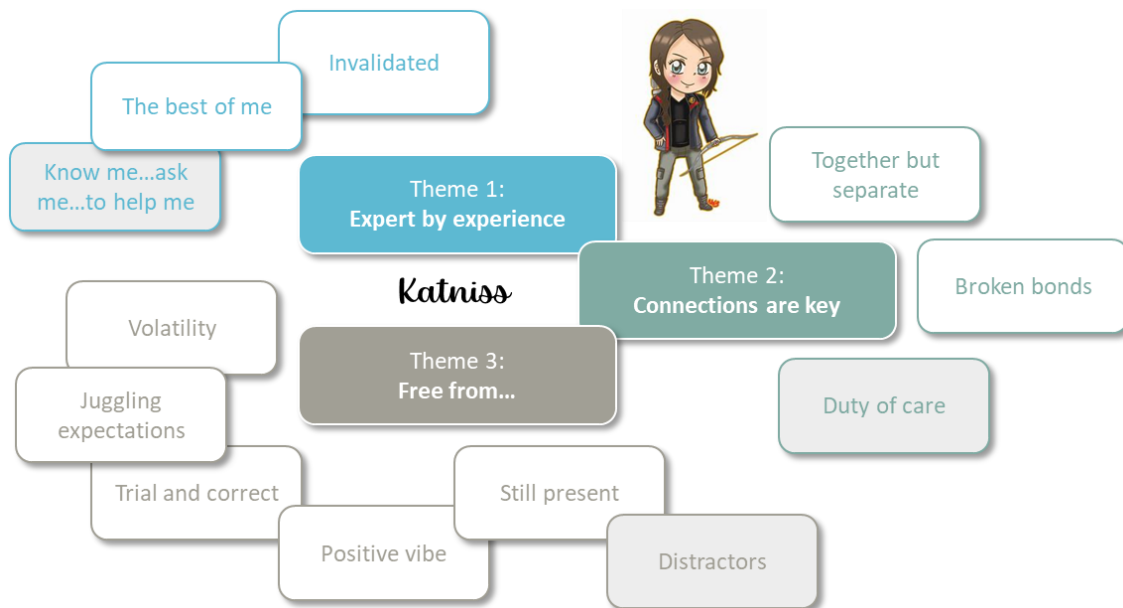 Invalidated
The best of me
Know me...ask
me...to help me
Theme 1:
Expert by experience
Together but
separate
Theme 2:
Connections are key
Broken bonds
Katniss
Volatility
Theme 3:
Free from...
Juggling
expectations
Duty of care
Trial and correct
Still present
Positive vibe
Distractors